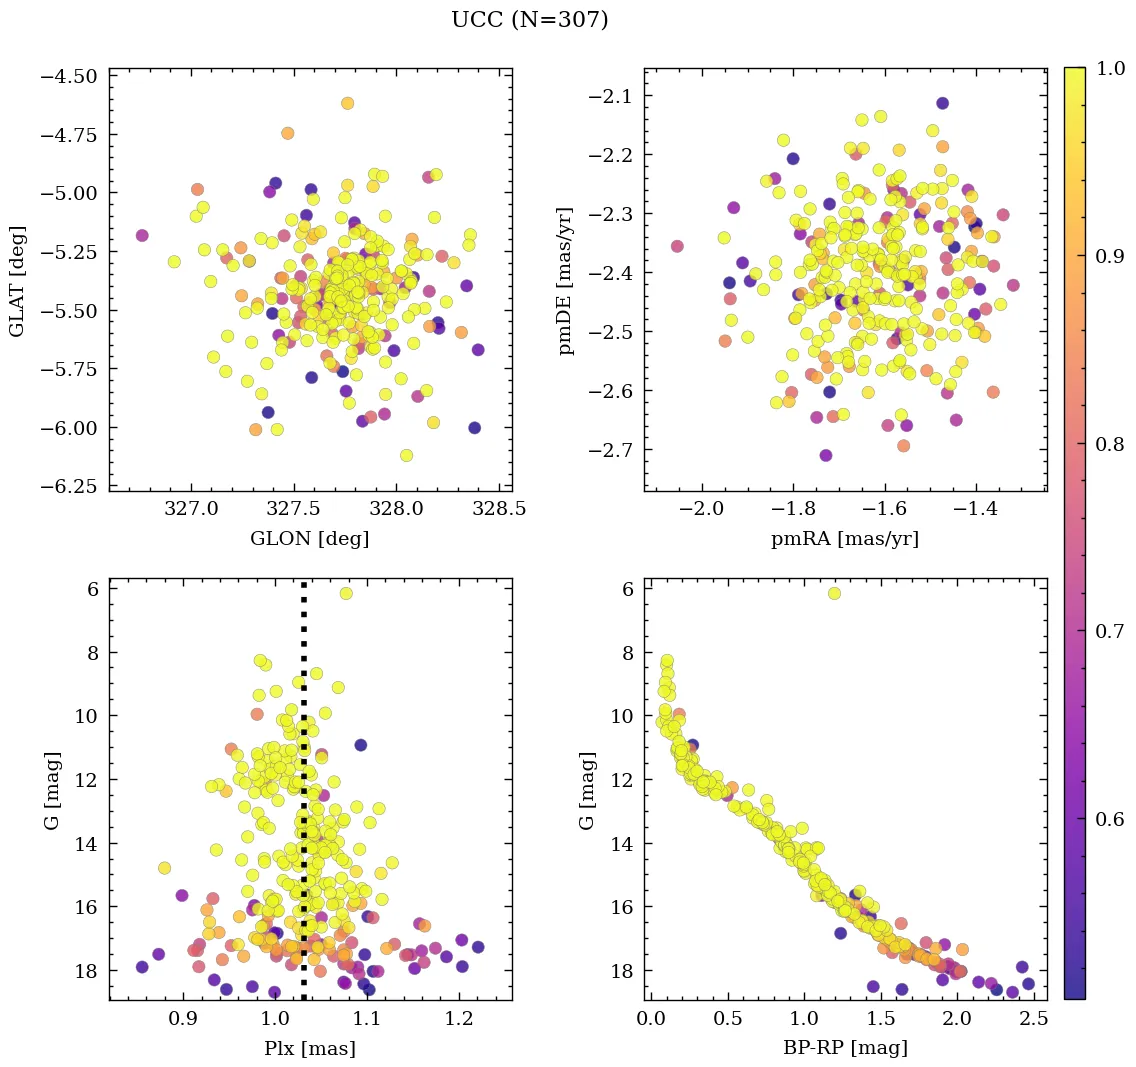 UCC (N=307)
−4.50
−4.75
−5.00
−5.25
−5.50
−5.75
−6.00
−6.25
GLAT [deg]
327.0 327.5 328.0 328.5
GLON [deg]
−2.1
−2.2
−2.3
−2.4
−2.5
−2.6
−2.7
pmDE [mas/yr]
−2.0 −1.8 −1.6 −1.4
pmRA [mas/yr]
6
8
10
12
14
16
18
G [mag]
0.9 1.0 1.1 1.2
Plx [mas]
6
8
10
12
14
16
18
G [mag]
0.0 0.5 1.0 1.5 2.0 2.5
BP-RP [mag]
1.0
0.9
0.8
0.7
0.6